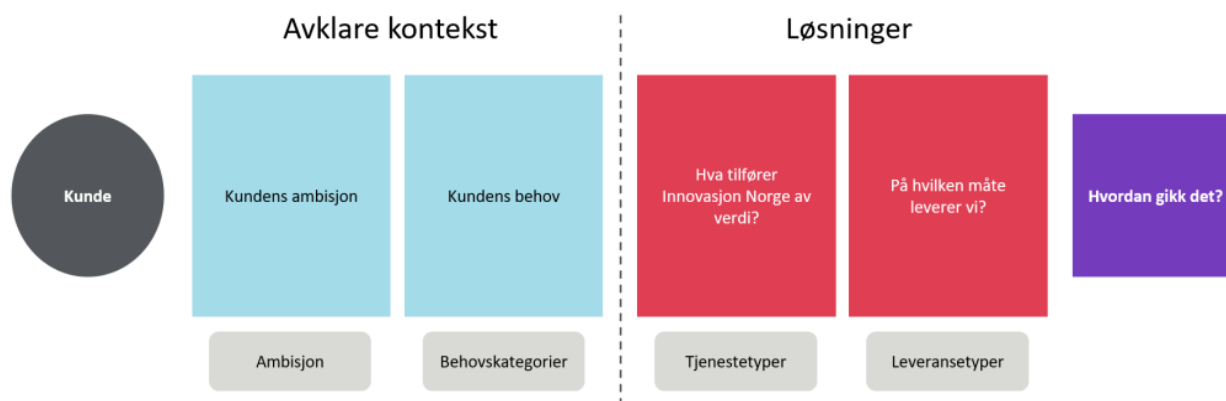 Avklare kontekst
Løsninger
Kunde
Kundens ambisjon
Kundens behov
Hva tilfører
Innovasjon Norge av
verdi?
På hvilken måte
leverer vi?
Hvordan gikk det?
Ambisjon
Behovskategorier
Tjenestetyper
Leveransetyper